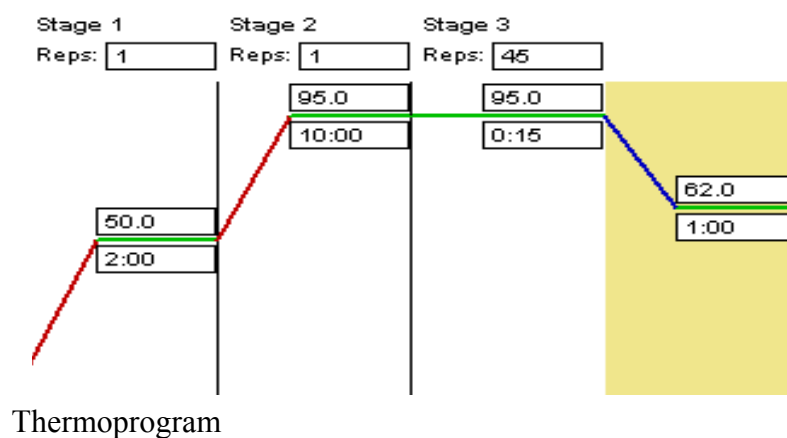 Stage 1 Stage 2 Stage 3
Reps: 1 Reps: 1 Reps: 45
95.0 95.0
10:00 0:15
62.0
50.0 1:00
2:00
Thermoprogram